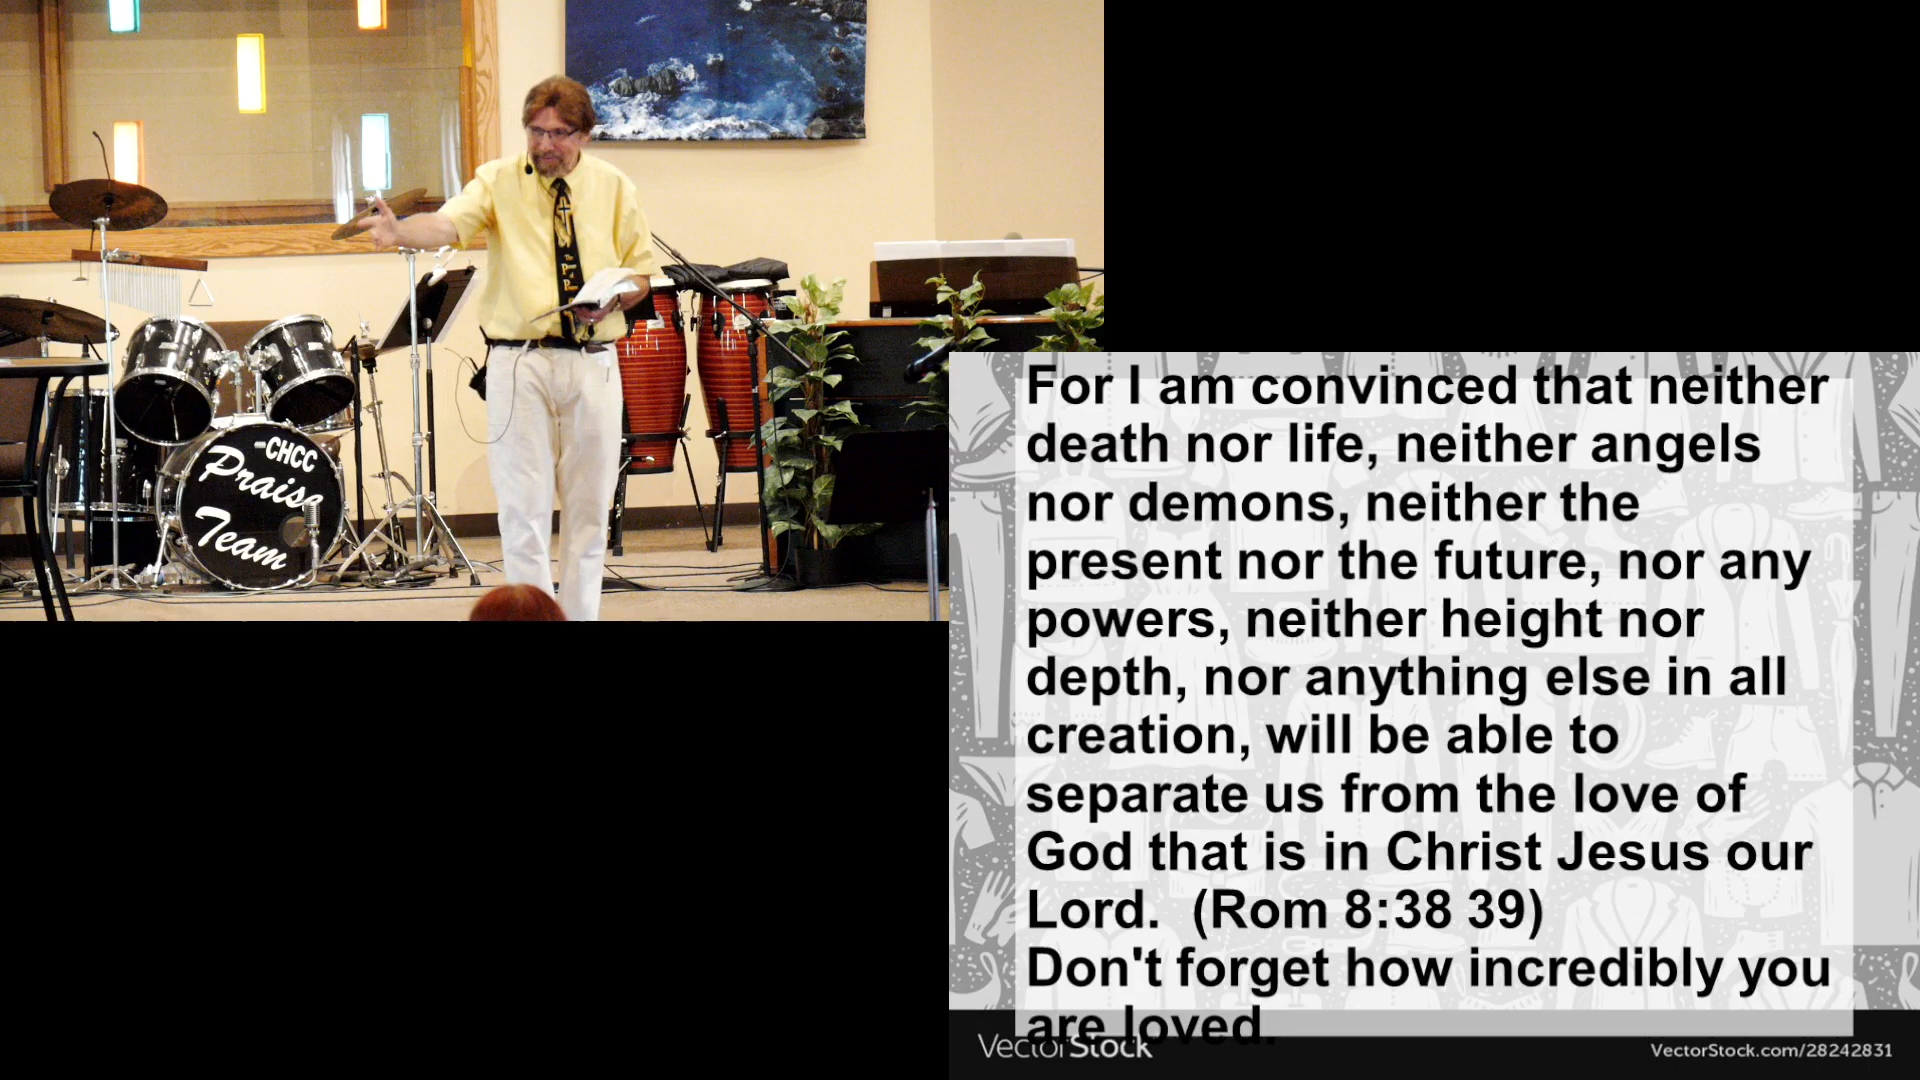 -CHCC
Praise
Team
The
Power
of
For I am convinced that neither
death nor life, neither angels
nor demons, neither the
present nor the future, nor any
powers, neither height nor
depth, nor anything else in all
creation, will be able to
separate us from the love of
God that is in Christ Jesus our
Lord.  (Rom 8:38 39)
Don't forget how incredibly you
are loved.
VectorStock
VectorStock.com/28242831